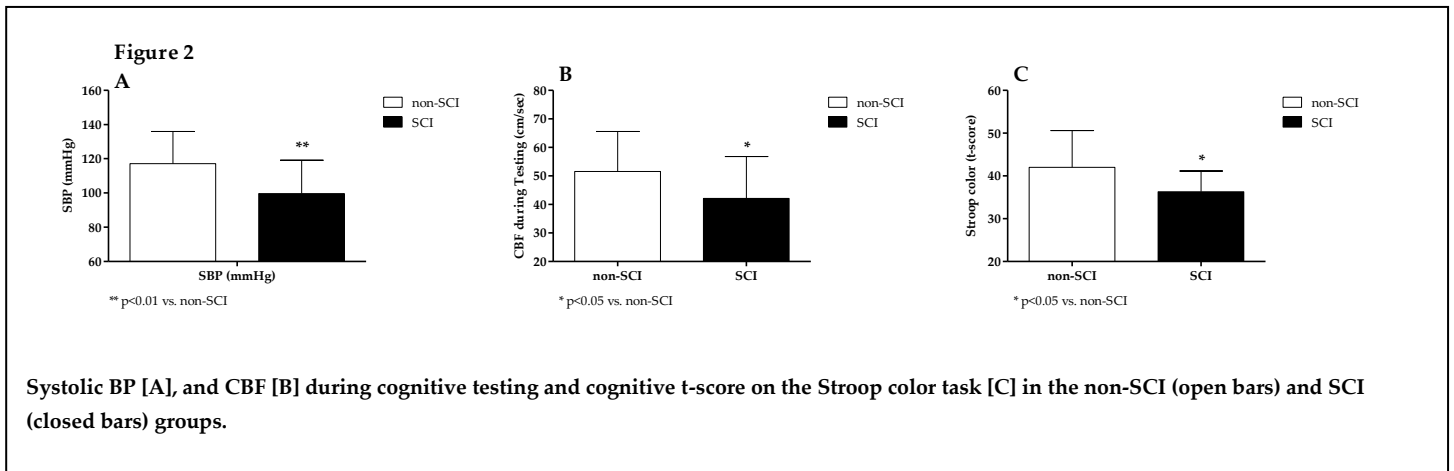 Figure 2
A
160
140
120
100
80
60
SBP (mmHg)
SBP (mmHg)
non-SCI
SCI
**
** p<0.01 vs. non-SCI
B
80
70
60
50
40
30
20
CBF during Testing (cm/sec)
non-SCI
SCI
*
non-SCI
SCI
* p<0.05 vs. non-SCI
C
60
50
40
30
20
Stroop color (t-score)
non-SCI
SCI
*
non-SCI
SCI
* p<0.05 vs. non-SCI
Systolic BP [A], and CBF [B] during cognitive testing and cognitive t-score on the Stroop color task [C] in the non-SCI (open bars) and SCI
(closed bars) groups.